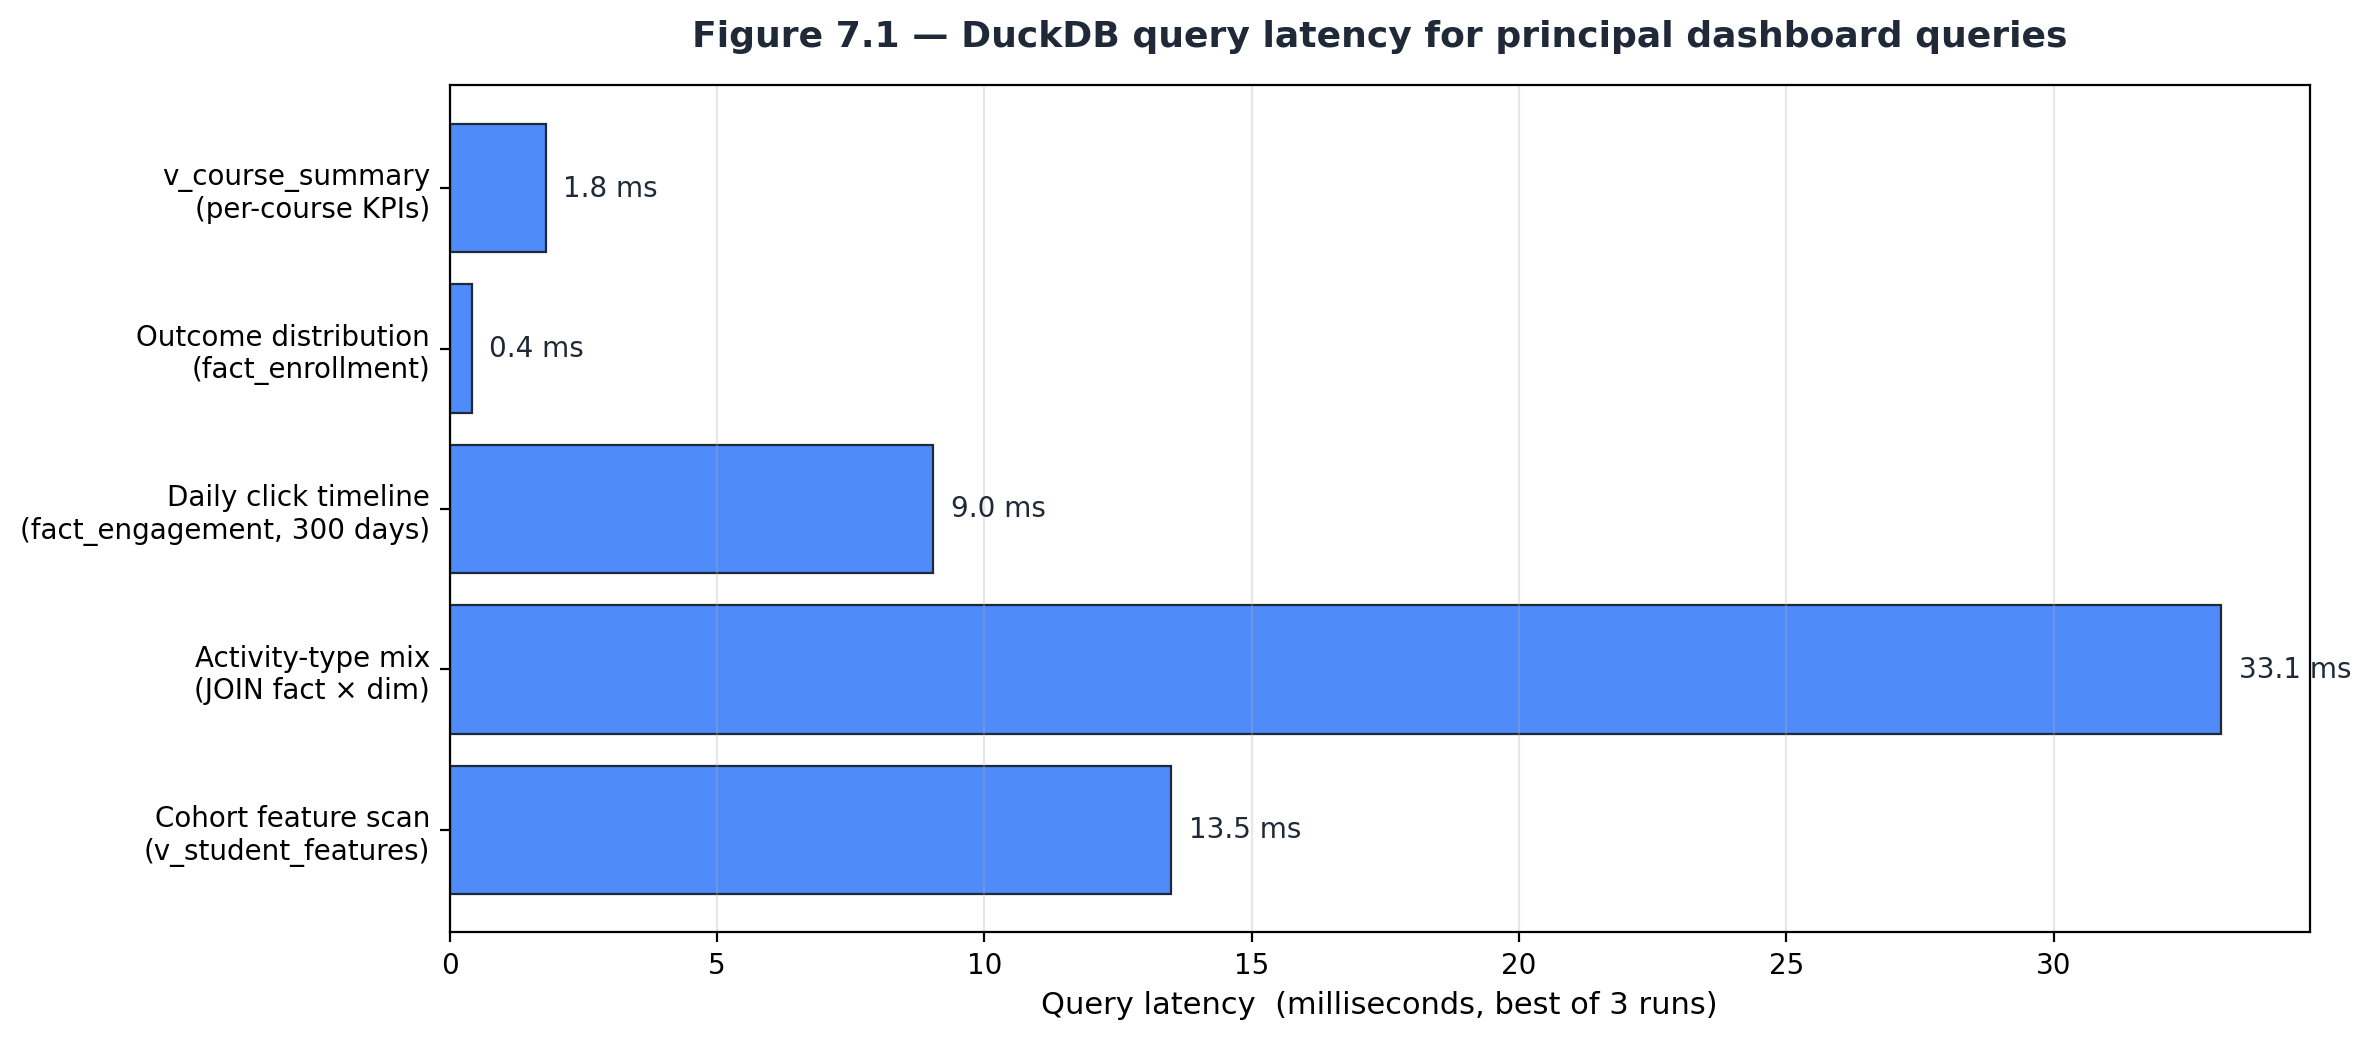 Figure 7.1 — DuckDB query latency for principal dashboard queries
v_course_summary
(per-course KPIs)
1.8 ms
Outcome distribution
(fact_enrollment)
0.4 ms
Daily click timeline
(fact_engagement, 300 days)
9.0 ms
Activity-type mix
(JOIN fact × dim)
33.1 ms
Cohort feature scan
(v_student_features)
13.5 ms
0 5 10 15 20 25 30
Query latency  (milliseconds, best of 3 runs)